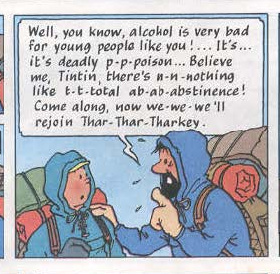 Well, you know, alcohol is very bad
for young people like you!... It's...
it's deadly p-p-poison... Believe
me, Tintin, there's n-n-nothing
like t-t-total ab-ab-abstinence!
Come along, now we-we-we'll
rejoin Thar-Thar-Tharkey.